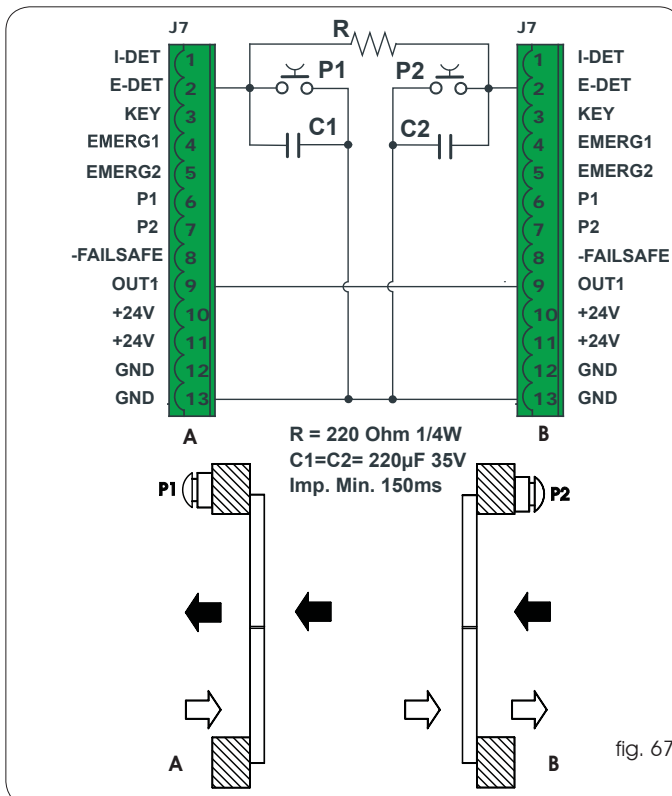 J7 R J7
I-DET 1 1 I-DET
E-DET 2 P1 P2 2 E-DET
KEY 3 3 KEY
EMERG1 4 C1 C2 4 EMERG1
EMERG2 5 5 EMERG2
P1 6 6 P1
P2 7 7 P2
-FAILSAFE 8 8 -FAILSAFE
OUT1 9 9 OUT1
+24V 10 10 +24V
+24V 11 11 +24V
GND 12 12 GND
GND 13 13 GND
A B
R = 220 Ohm 1/4W
C1=C2= 220µF 35V
Imp. Min. 150ms
P1 P2
A B
fig. 67